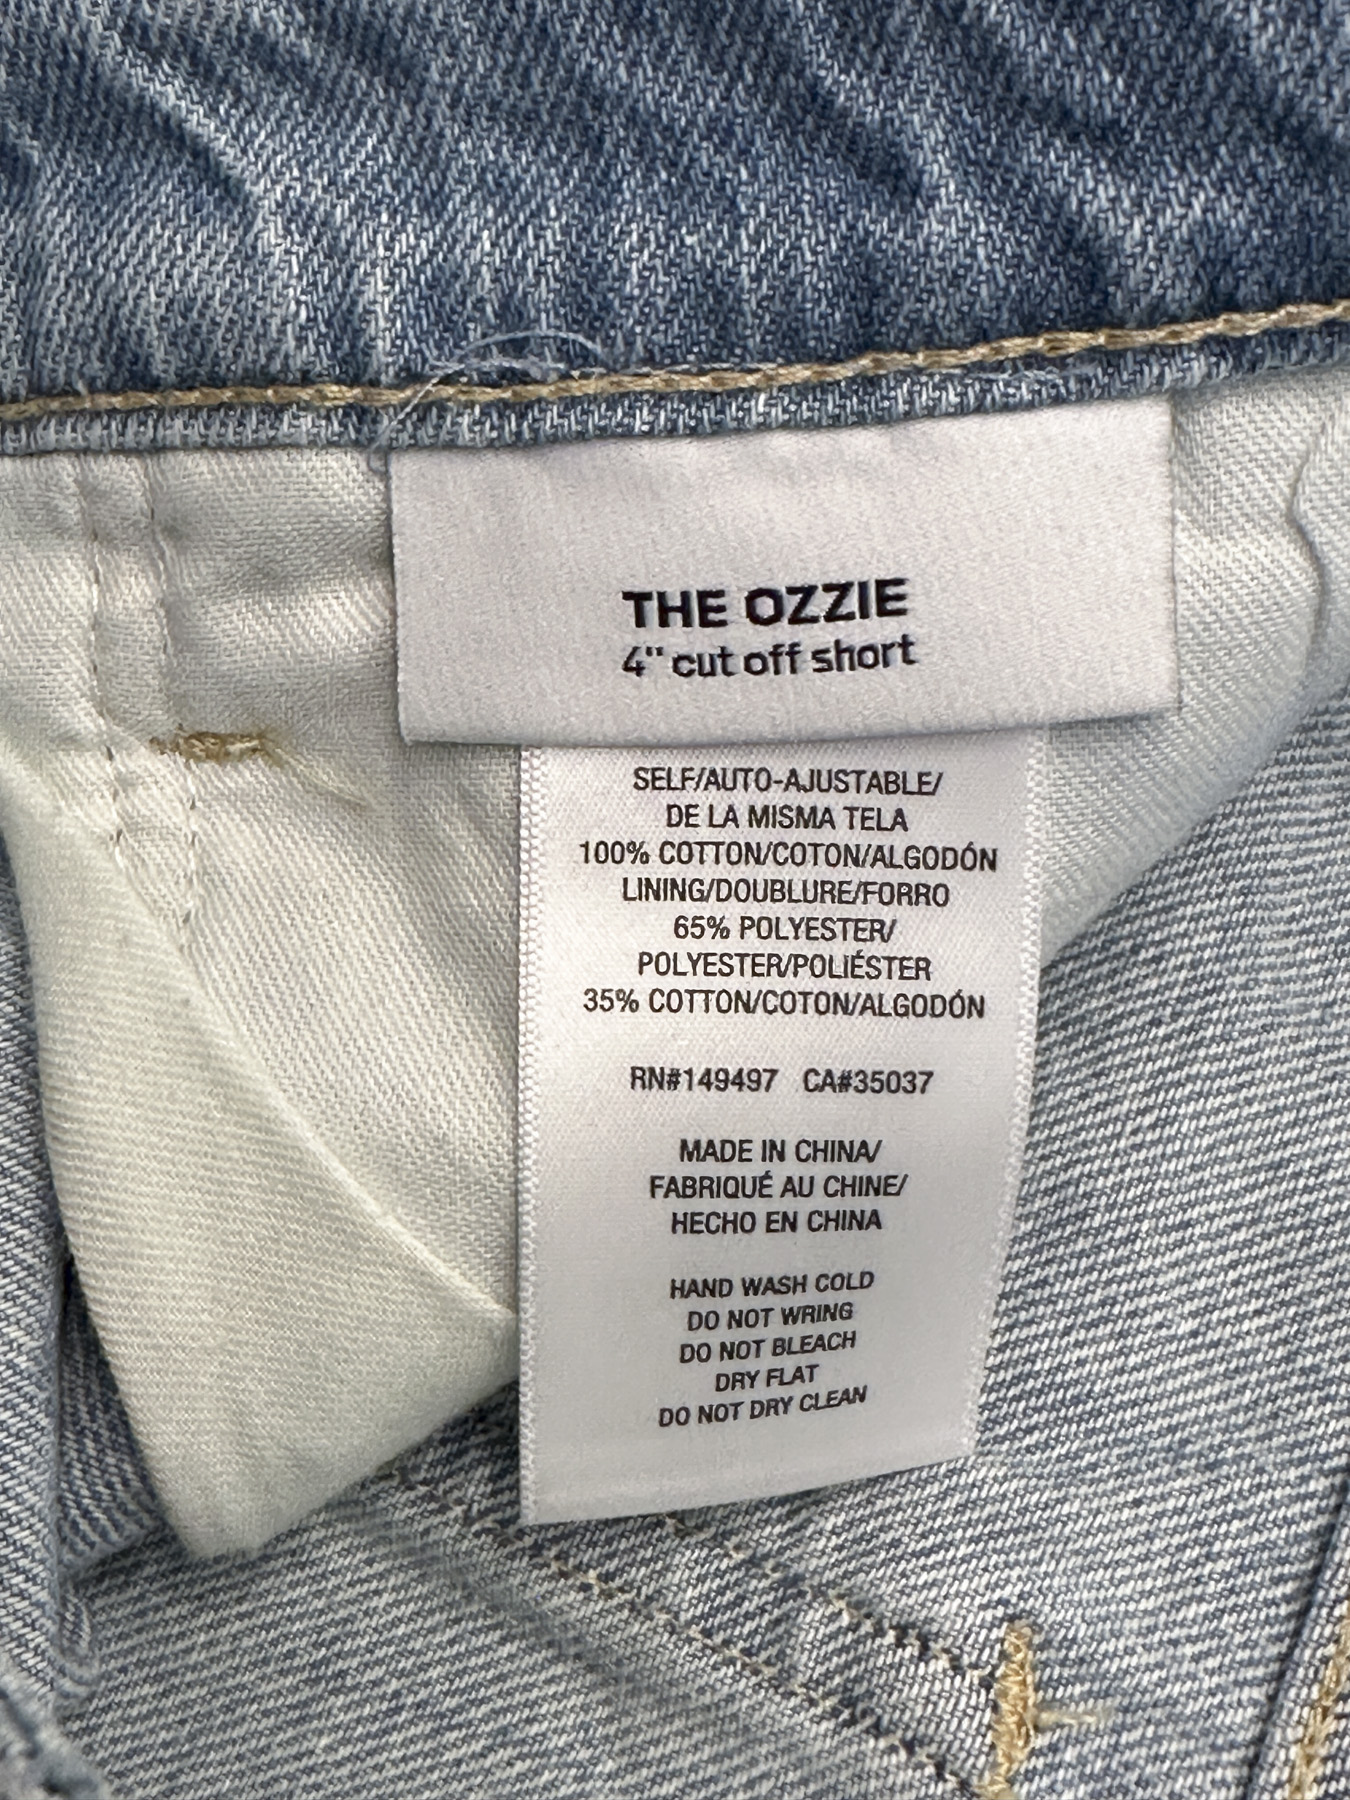 THE OZZIE
4" cut off short
SELF/AUTO-AJUSTABLE/
DE LA MISMA TELA
100% COTTON/COTON/ALGODÓN
LINING/DOUBLURE/FORRO
65% POLYESTER/
POLYESTER/POLIÉSTER
35% COTTON/COTON/ALGODÓN
RN#149497 CA#35037
MADE IN CHINA/
FABRIQUÉ AU CHINE/
HECHO EN CHINA
HAND WASH COLD
DO NOT WRING
DO NOT BLEACH
DRY FLAT
DO NOT DRY CLEAN